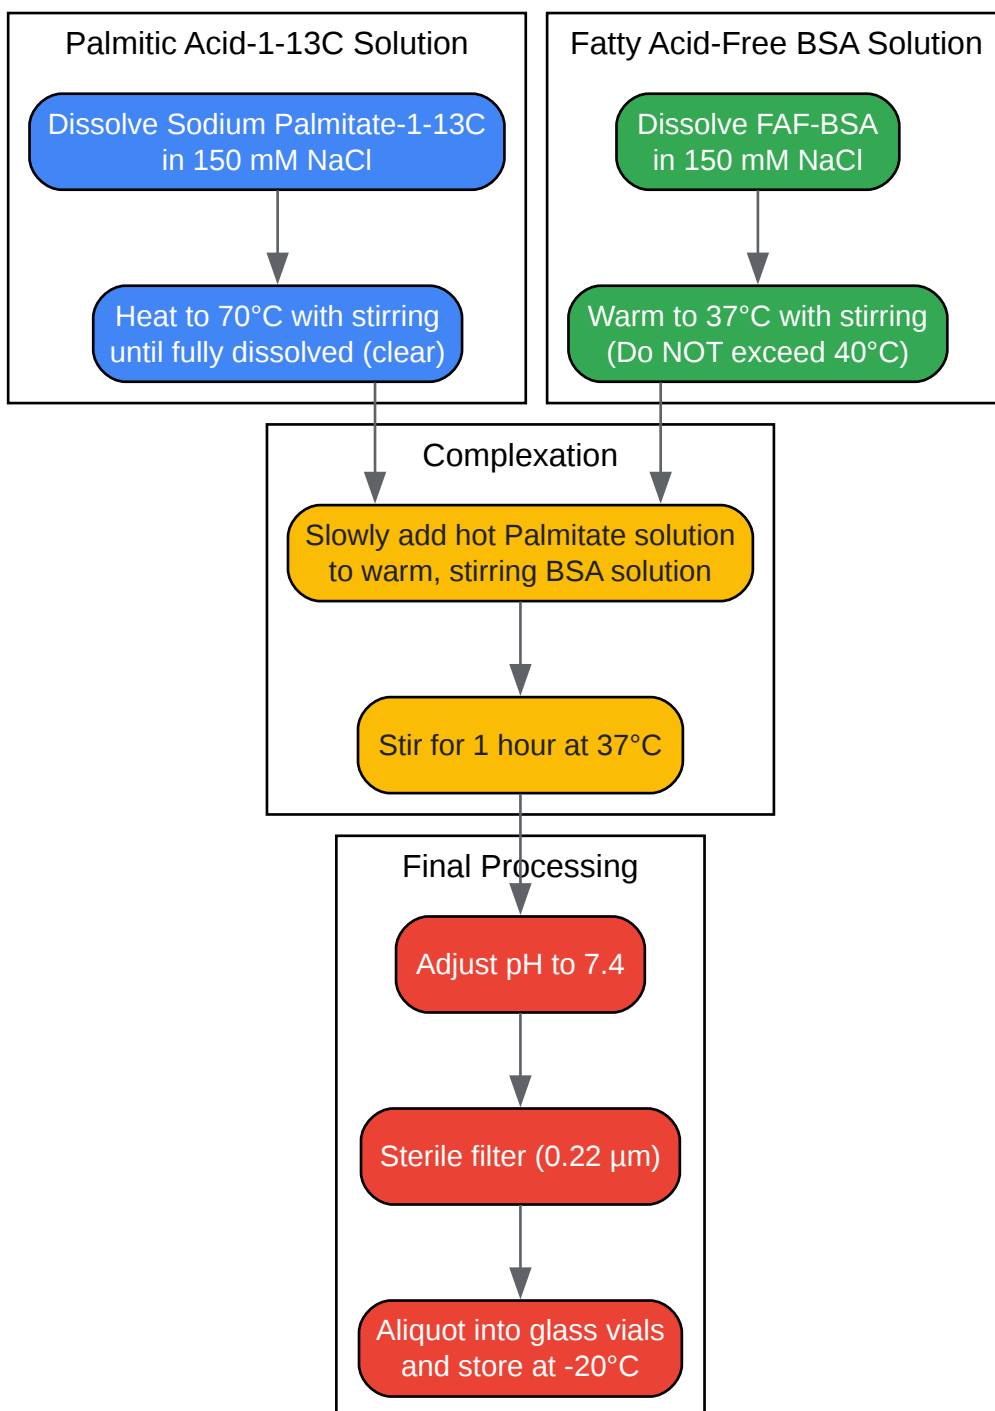 Palmitic Acid-1-13C Solution
Dissolve Sodium Palmitate-1-13C
in 150 mM NaCl
Heat to 70°C with stirring
until fully dissolved (clear)
Fatty Acid-Free BSA Solution
Dissolve FAF-BSA
in 150 mM NaCl
Warm to 37°C with stirring
(Do NOT exceed 40°C)
Complexation
Slowly add hot Palmitate solution
to warm, stirring BSA solution
Stir for 1 hour at 37°C
Final Processing
Adjust pH to 7.4
Sterile filter (0.22 µm)
Aliquot into glass vials
and store at -20°C